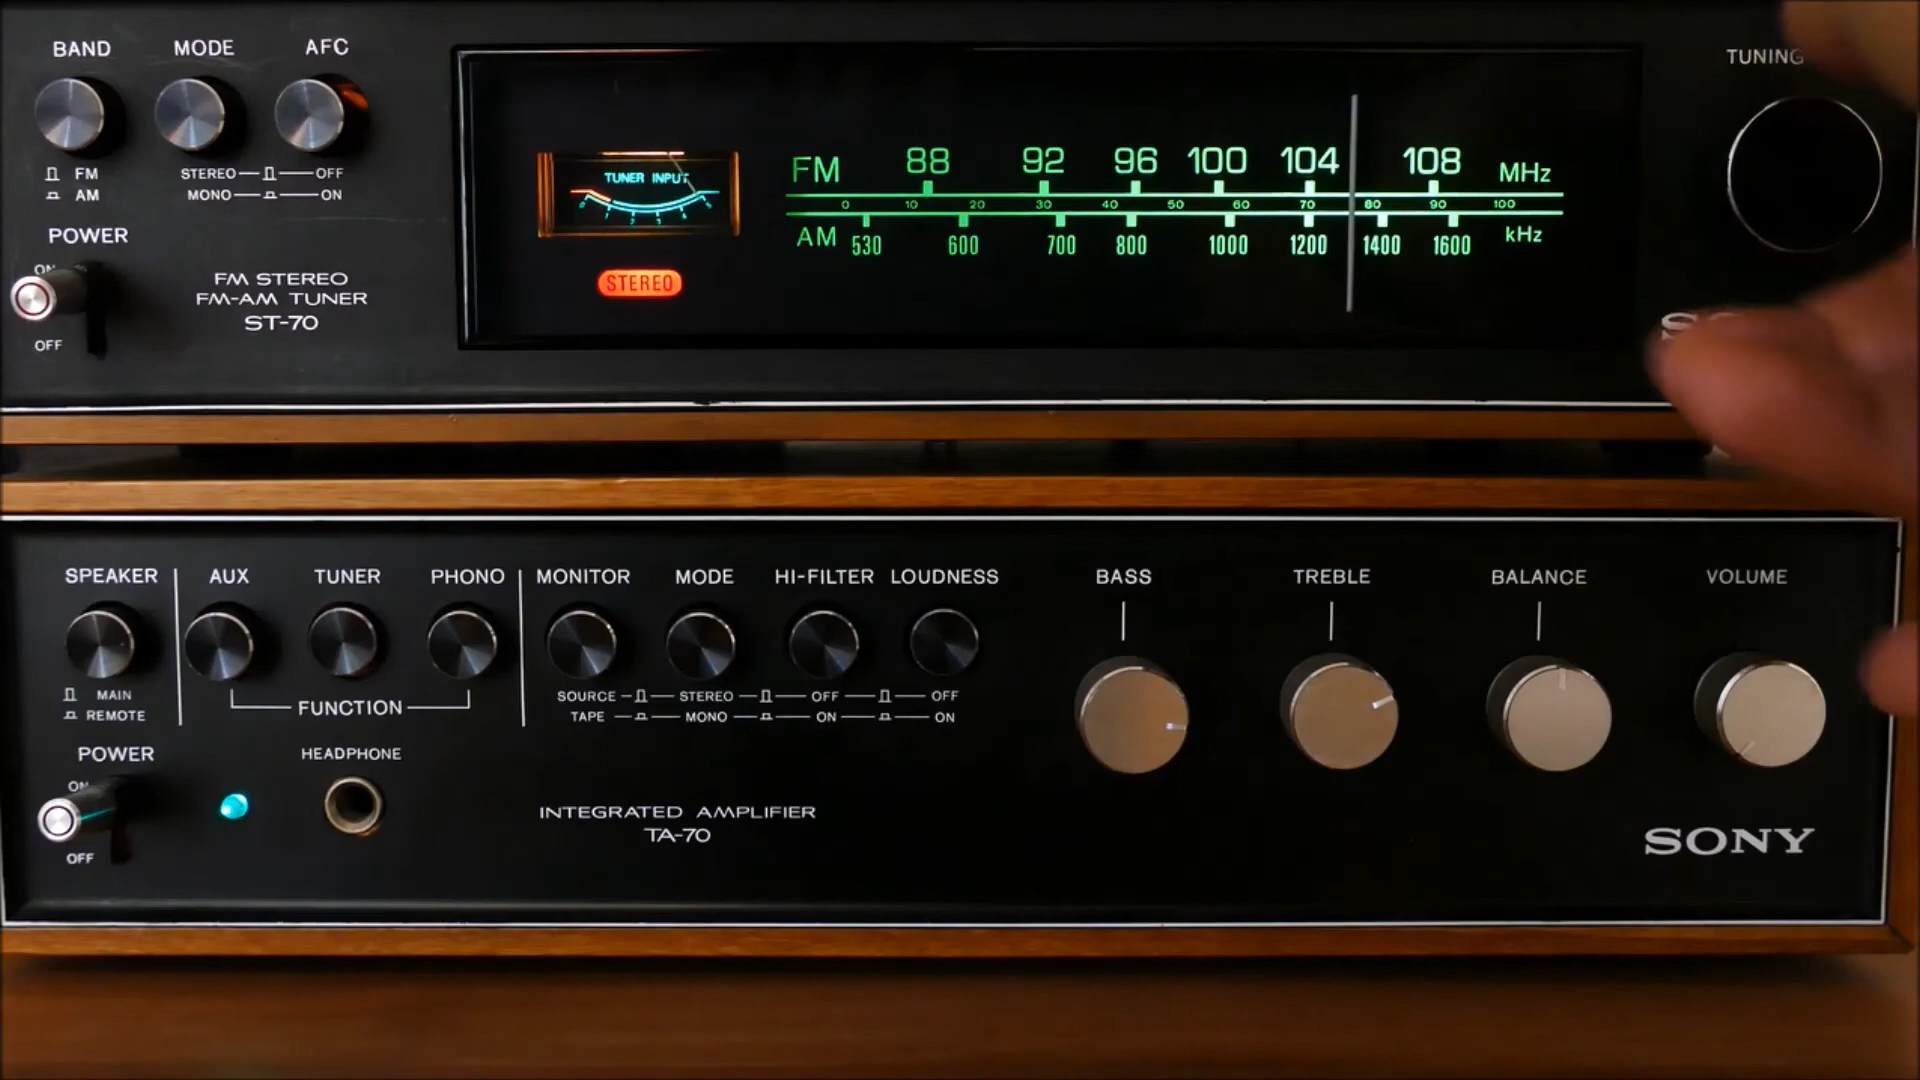 BAND MODE AFC
FM STEREO OFF
AM MONO ON
POWER
ON
OFF
FM STEREO
FM-AM TUNER
ST-70
TUNER INPUT
STEREO
FM 88 92 96 100 104 108 MHz
0 10 20 30 40 50 60 70 80 90 100
AM 530 600 700 800 1000 1200 1400 1600 kHz
TUNING
SPEAKER AUX TUNER PHONO MONITOR MODE HI-FILTER LOUDNESS BASS TREBLE BALANCE VOLUME
MAIN
REMOTE
FUNCTION
SOURCE STEREO OFF OFF
TAPE MONO ON ON
POWER
ON
OFF
HEADPHONE
INTEGRATED AMPLIFIER
TA-70
SONY